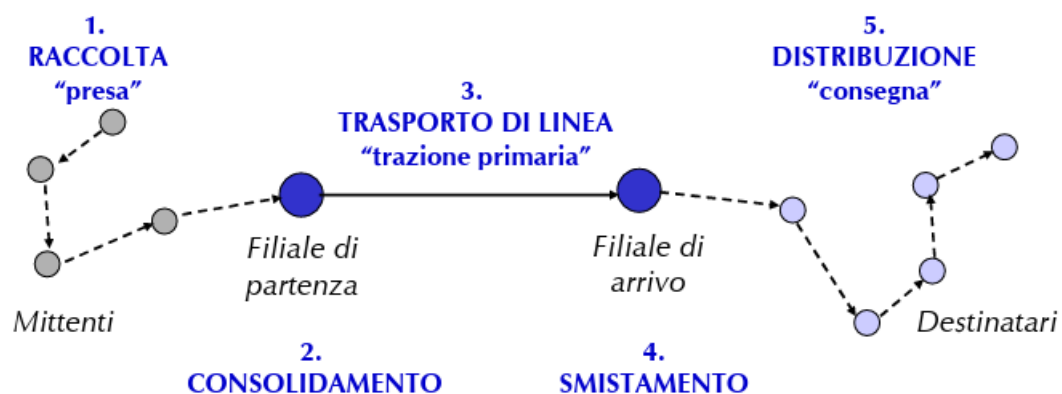 1.
RACCOLTA
“presa”
3.
TRASPORTO DI LINEA
“trazione primaria”
5.
DISTRIBUZIONE
“consegna”
Filiale di
partenza
Filiale di
arrivo
Mittenti
Destinatari
2.
CONSOLIDAMENTO
4.
SMISTAMENTO